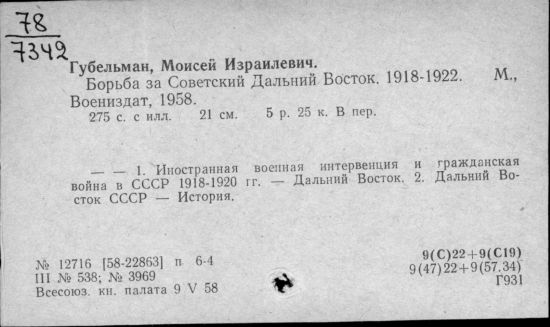 78
7342
Губельман, Моисей Израилевич.
Борьба за Советский Дальний Восток. 1918-1922. М.,
Воениздат, 1958.
275 с. с илл. 21 см. 5 р. 25 к. В пер.
— — 1. Иностранная военная интервенция и гражданская
война в СССР 1918-1920 гг. — Дальний Восток. 2. Дальний Во-
сток СССР — История.
№ 12716 [58-22863] п 6-4
III № 538; № 3969
Всесоюз. кн. палата 9 V 58
9(С)22+9(С19)
9(47)22+9(57.34)
Г931